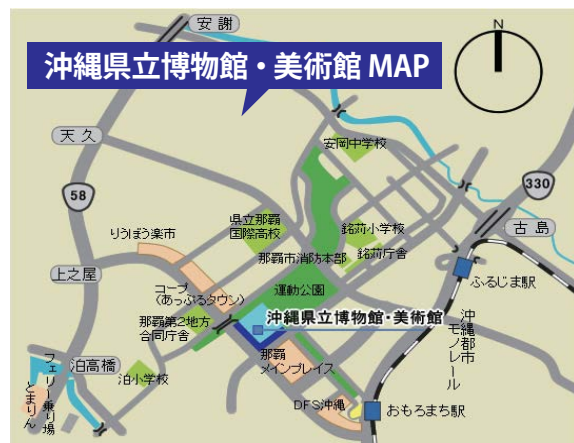 安謝
沖縄県立博物館・美術館 MAP
N
天久
安岡中学校
58
330
県立那覇
国際高校
銘苅小学校
古島
りうぼう楽市
那覇市消防本部
銘苅庁舎
上之屋
コープ
(あっぷるタウン)
運動公園
ふるじま駅
沖縄県立博物館・美術館
那覇第2地方
合同庁舎
沖縄都市
モノレール
那覇
メインプレイス
泊高橋
泊小学校
フェリー乗り場
とまりん
DFS沖縄
おもろまち駅